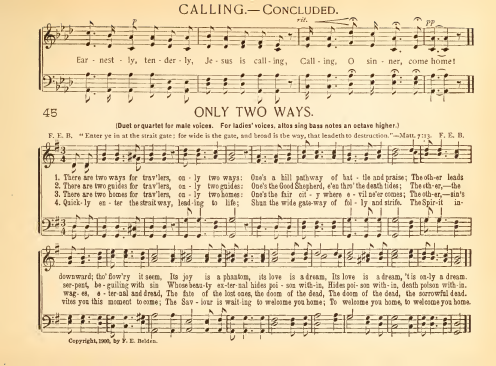 CALLING.—CONCLUDED.
rit.
p
pp
Ear - nest - ly, ten - der - ly, Je - sus is call - ing, Call - ing, O sin - ner, come home!
45
ONLY TWO WAYS.
(Duet or quartet for male voices. For ladies' voices, altos sing bass notes an octave higher.)
F. E. B. "Enter ye in at the strait gate; for wide is the gate, and broad is the way, that leadeth to destruction."—Matt. 7:13. F. E. B.
1. There are two ways for trav'lers, on - ly two ways: One's a hill pathway of bat - tle and praise; The oth-er leads
2. There are two guides for trav'lers, on - ly two guides: One's the Good Shepherd, e'en thro' the death tides; The oth-er,—the
3. There are two homes for trav'lers, on - ly two homes: One's the fair cit - y where e - vil ne'er comes; The oth-er,—sin's
4. Quick-ly en - ter the strait way, lead-ing to life; Shun the wide gate-way of fol - ly and strife. The Spir-it in-
downward; tho' flow'ry it seem, Its joy is a phantom, its love is a dream, Its love is a dream, 'tis on-ly a dream.
ser-pent, be - guiling with sin Whose beau-ty ex-ter-nal hides poi - son with-in, Hides poi-son with-in, death poison with-in.
wag-es, e - ter-nal and dread, The fate of the lost ones, the doom of the dead, The doom of the dead, the sorrowful dead.
vites you this moment to come; The Sav - iour is wait-ing to welcome you home; To welcome you home, to welcome you home.
Copyright, 1900, by F. E. Belden.